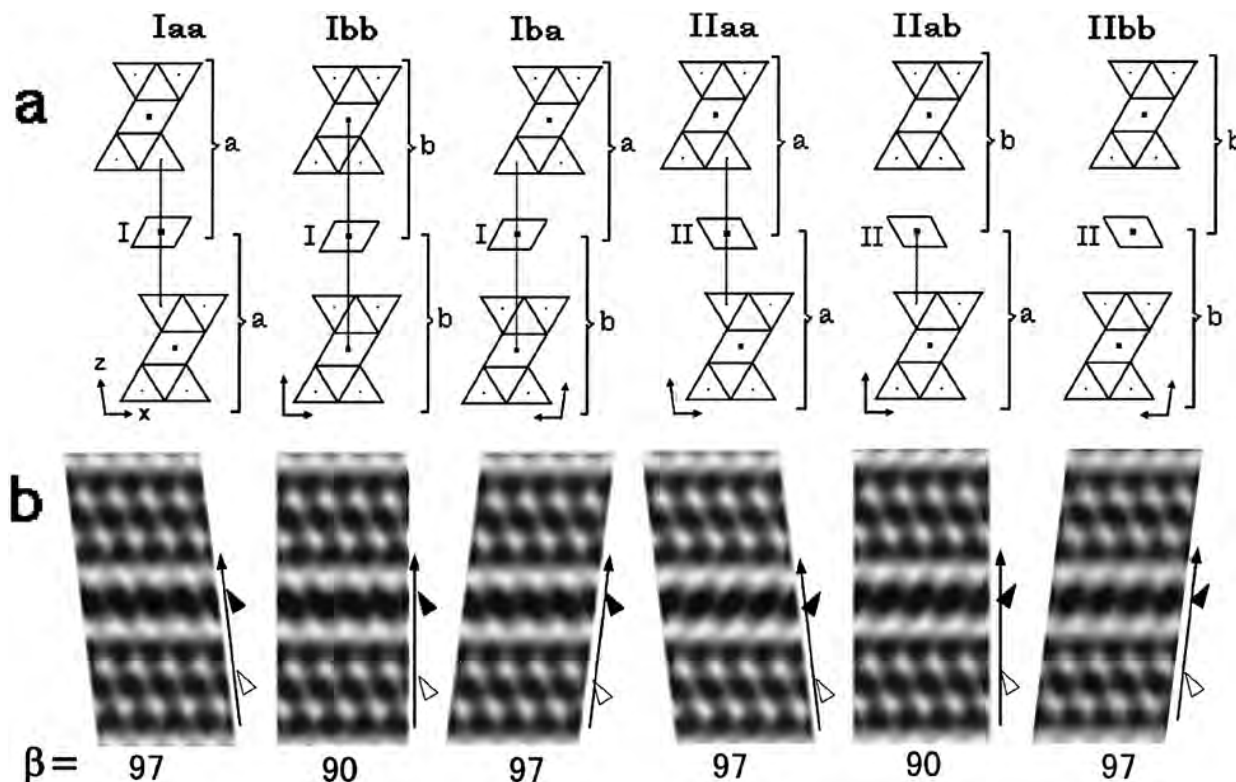 Iaa Ibb Iba IIaa IIab IIbb
a
a b a a b b
I I I II II II
a b b a a b
z
x
b
β= 97 90 97 97 90 97